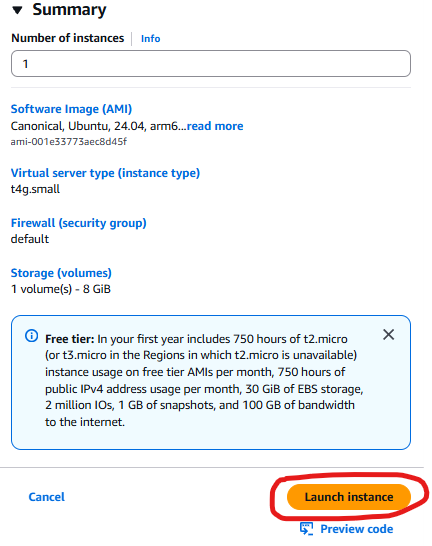 Summary
Number of instances | Info
1
Software Image (AMI)
Canonical, Ubuntu, 24.04, arm6...read more
ami-001e33773aec8d45f
Virtual server type (instance type)
t4g.small
Firewall (security group)
default
Storage (volumes)
1 volume(s) - 8 GiB
Free tier: In your first year includes 750 hours of t2.micro
(or t3.micro in the Regions in which t2.micro is unavailable)
instance usage on free tier AMIs per month, 750 hours of
public IPv4 address usage per month, 30 GiB of EBS storage,
2 million IOs, 1 GB of snapshots, and 100 GB of bandwidth
to the internet.
Cancel
Launch instance
Preview code